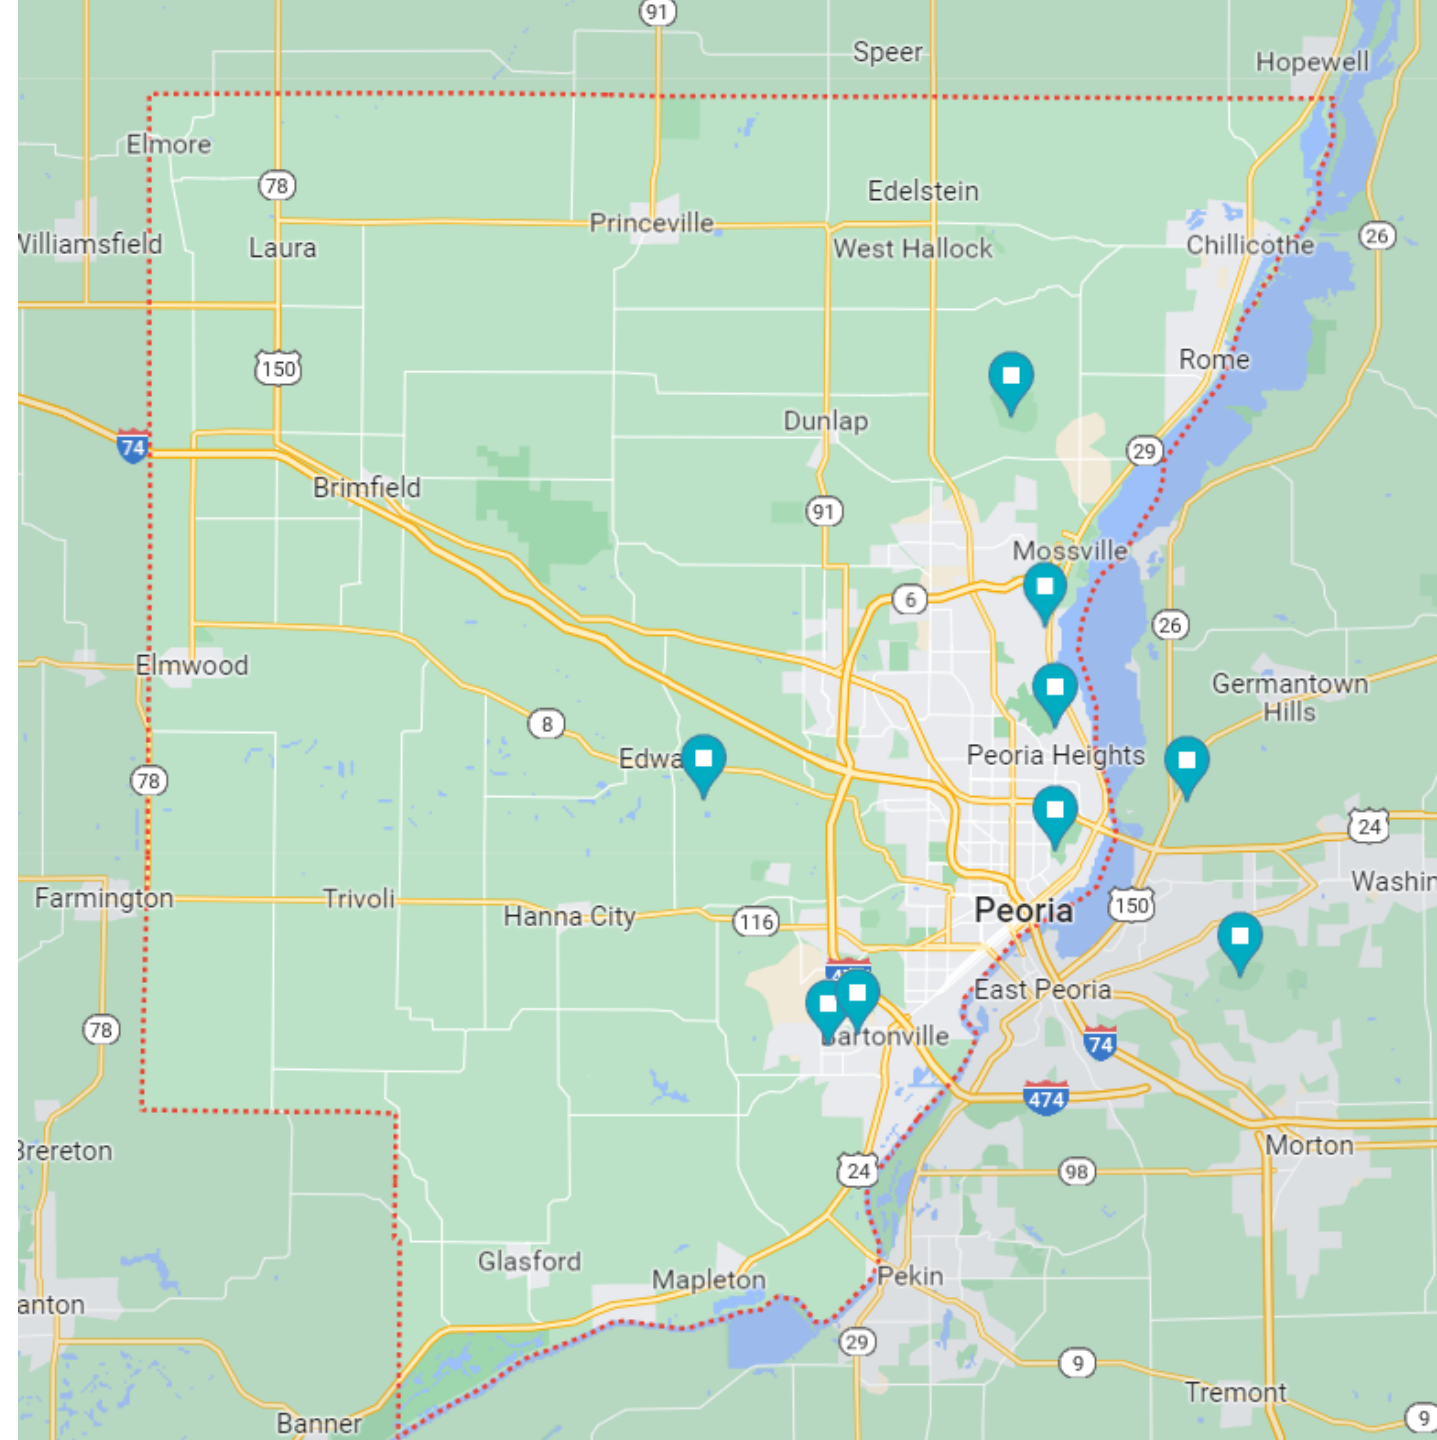 91
Speer
Hopewell
Elmore
78
Edelstein
Princeville
Williamsfield
Laura
West Hallock
Chillicothe
26
150
Rome
Dunlap
74
29
Brimfield
91
Mossville
6
26
Elmwood
Germantown
Hills
8
Edwa
Peoria Heights
78
24
Washin
Farmington
Trivoli
Hanna City
116
Peoria
150
East Peoria
78
Bartonville
74
474
Brereton
Morton
24
98
Glasford
Mapleton
Pekin
anton
29
9
Tremont
Banner
9